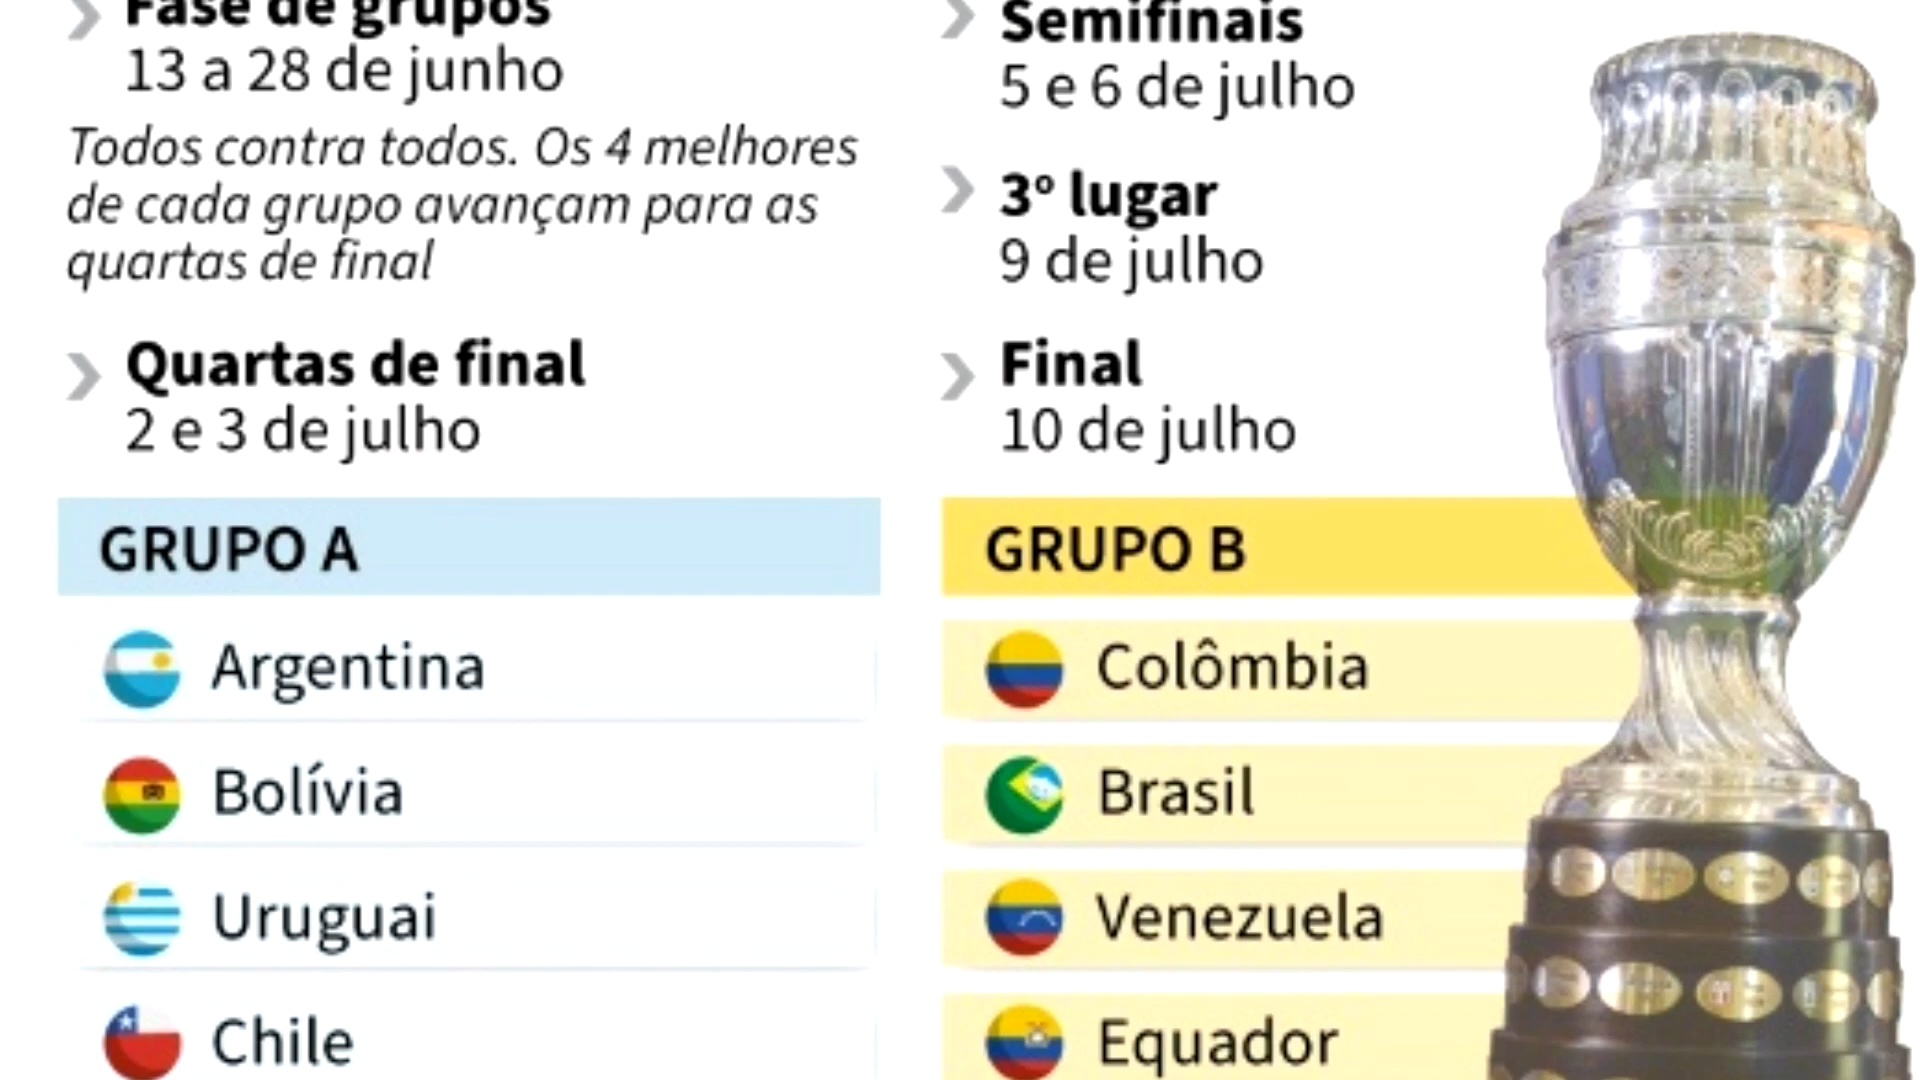 Fase de grupos
13 a 28 de junho
Todos contra todos. Os 4 melhores
de cada grupo avançam para as
quartas de final
Quartas de final
2 e 3 de julho
Semifinais
5 e 6 de julho
3º lugar
9 de julho
Final
10 de julho
GRUPO A
Argentina
Bolívia
Uruguai
Chile
GRUPO B
Colômbia
Brasil
Venezuela
Equador